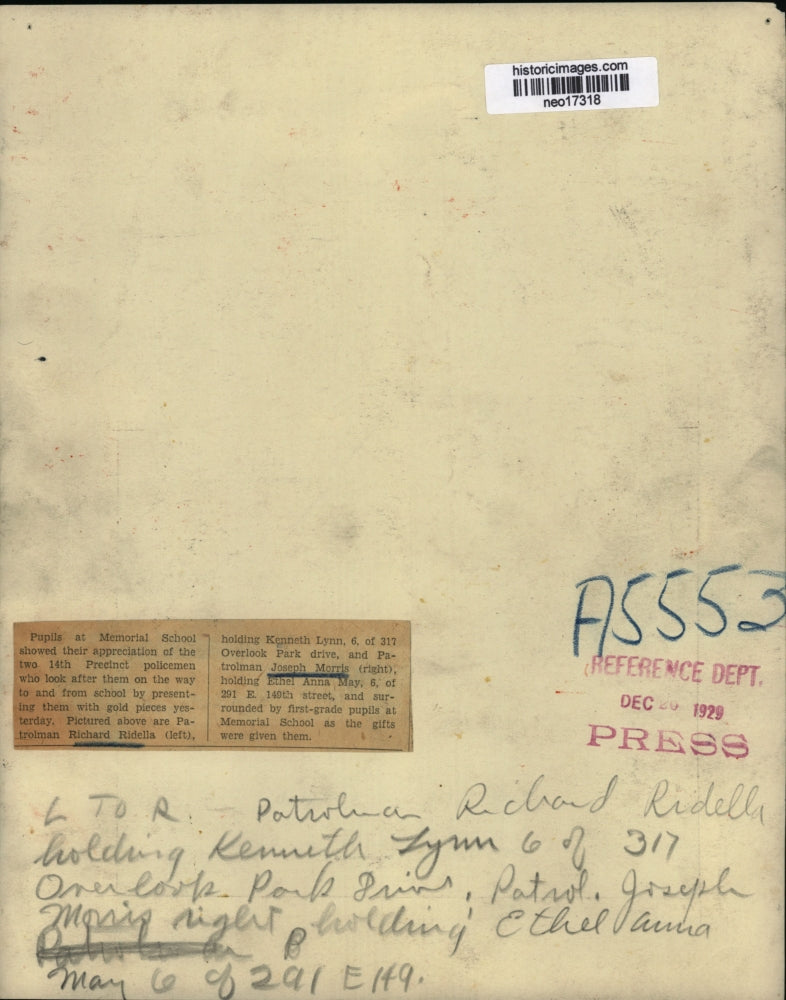 historicimages.com
neo17318
A5553
REFERENCE DEPT.
DEC 20 1929
PRESS
Pupils at Memorial School
showed their appreciation of the
two 14th Precinct policemen
who look after them on the way
to and from school by present-
ing them with gold pieces yes-
terday. Pictured above are Pa-
trolman Richard Ridella (left),
holding Kenneth Lynn, 6, of 317
Overlook Park drive, and Pa-
trolman Joseph Morris (right),
holding Ethel Anna May, 6, of
291 E. 149th street, and sur-
rounded by first-grade pupils at
Memorial School as the gifts
were given them.
L TO R. - Patrolman Richard Ridella
holding Kenneth Lynn 6 of 317
Overlook Park Drive, Patrol. Joseph
Morris right holding Ethel Anna
B
May 6 of 291 E 149.